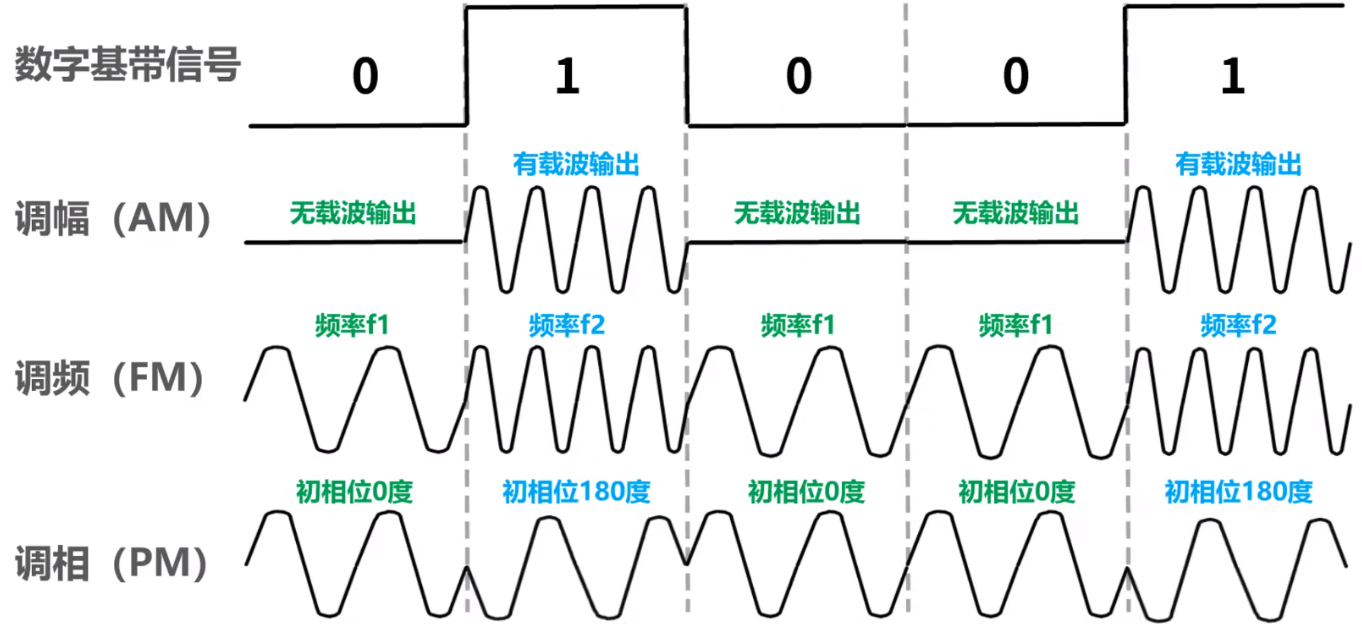 数字基带信号
0 1 0 0 1
有载波输出 有载波输出
调幅（AM） 无载波输出 无载波输出 无载波输出
频率f1 频率f2 频率f1 频率f1 频率f2
调频（FM）
初相位0度 初相位180度 初相位0度 初相位0度 初相位180度
调相（PM）